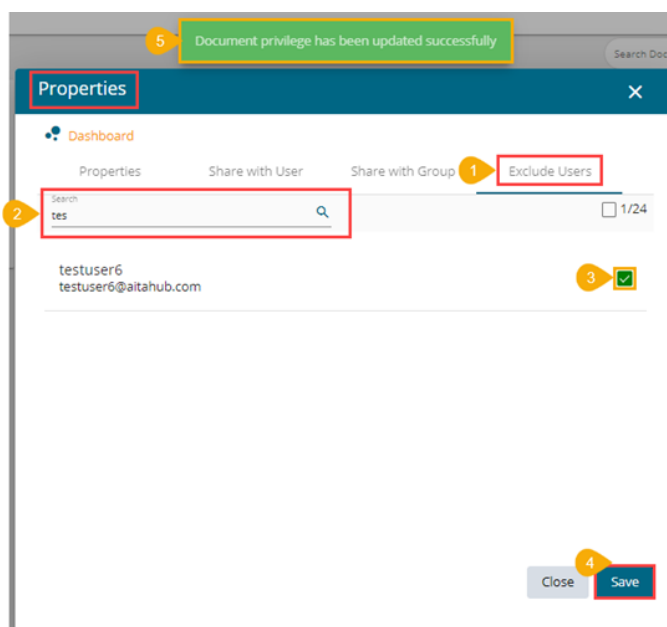 5
Document privilege has been updated successfully
Search Doc
Properties
Dashboard
Properties Share with User Share with Group 1 Exclude Users
Search
2 tes
1/24
testuser6
testuser6@aitahub.com
3
4
Close Save